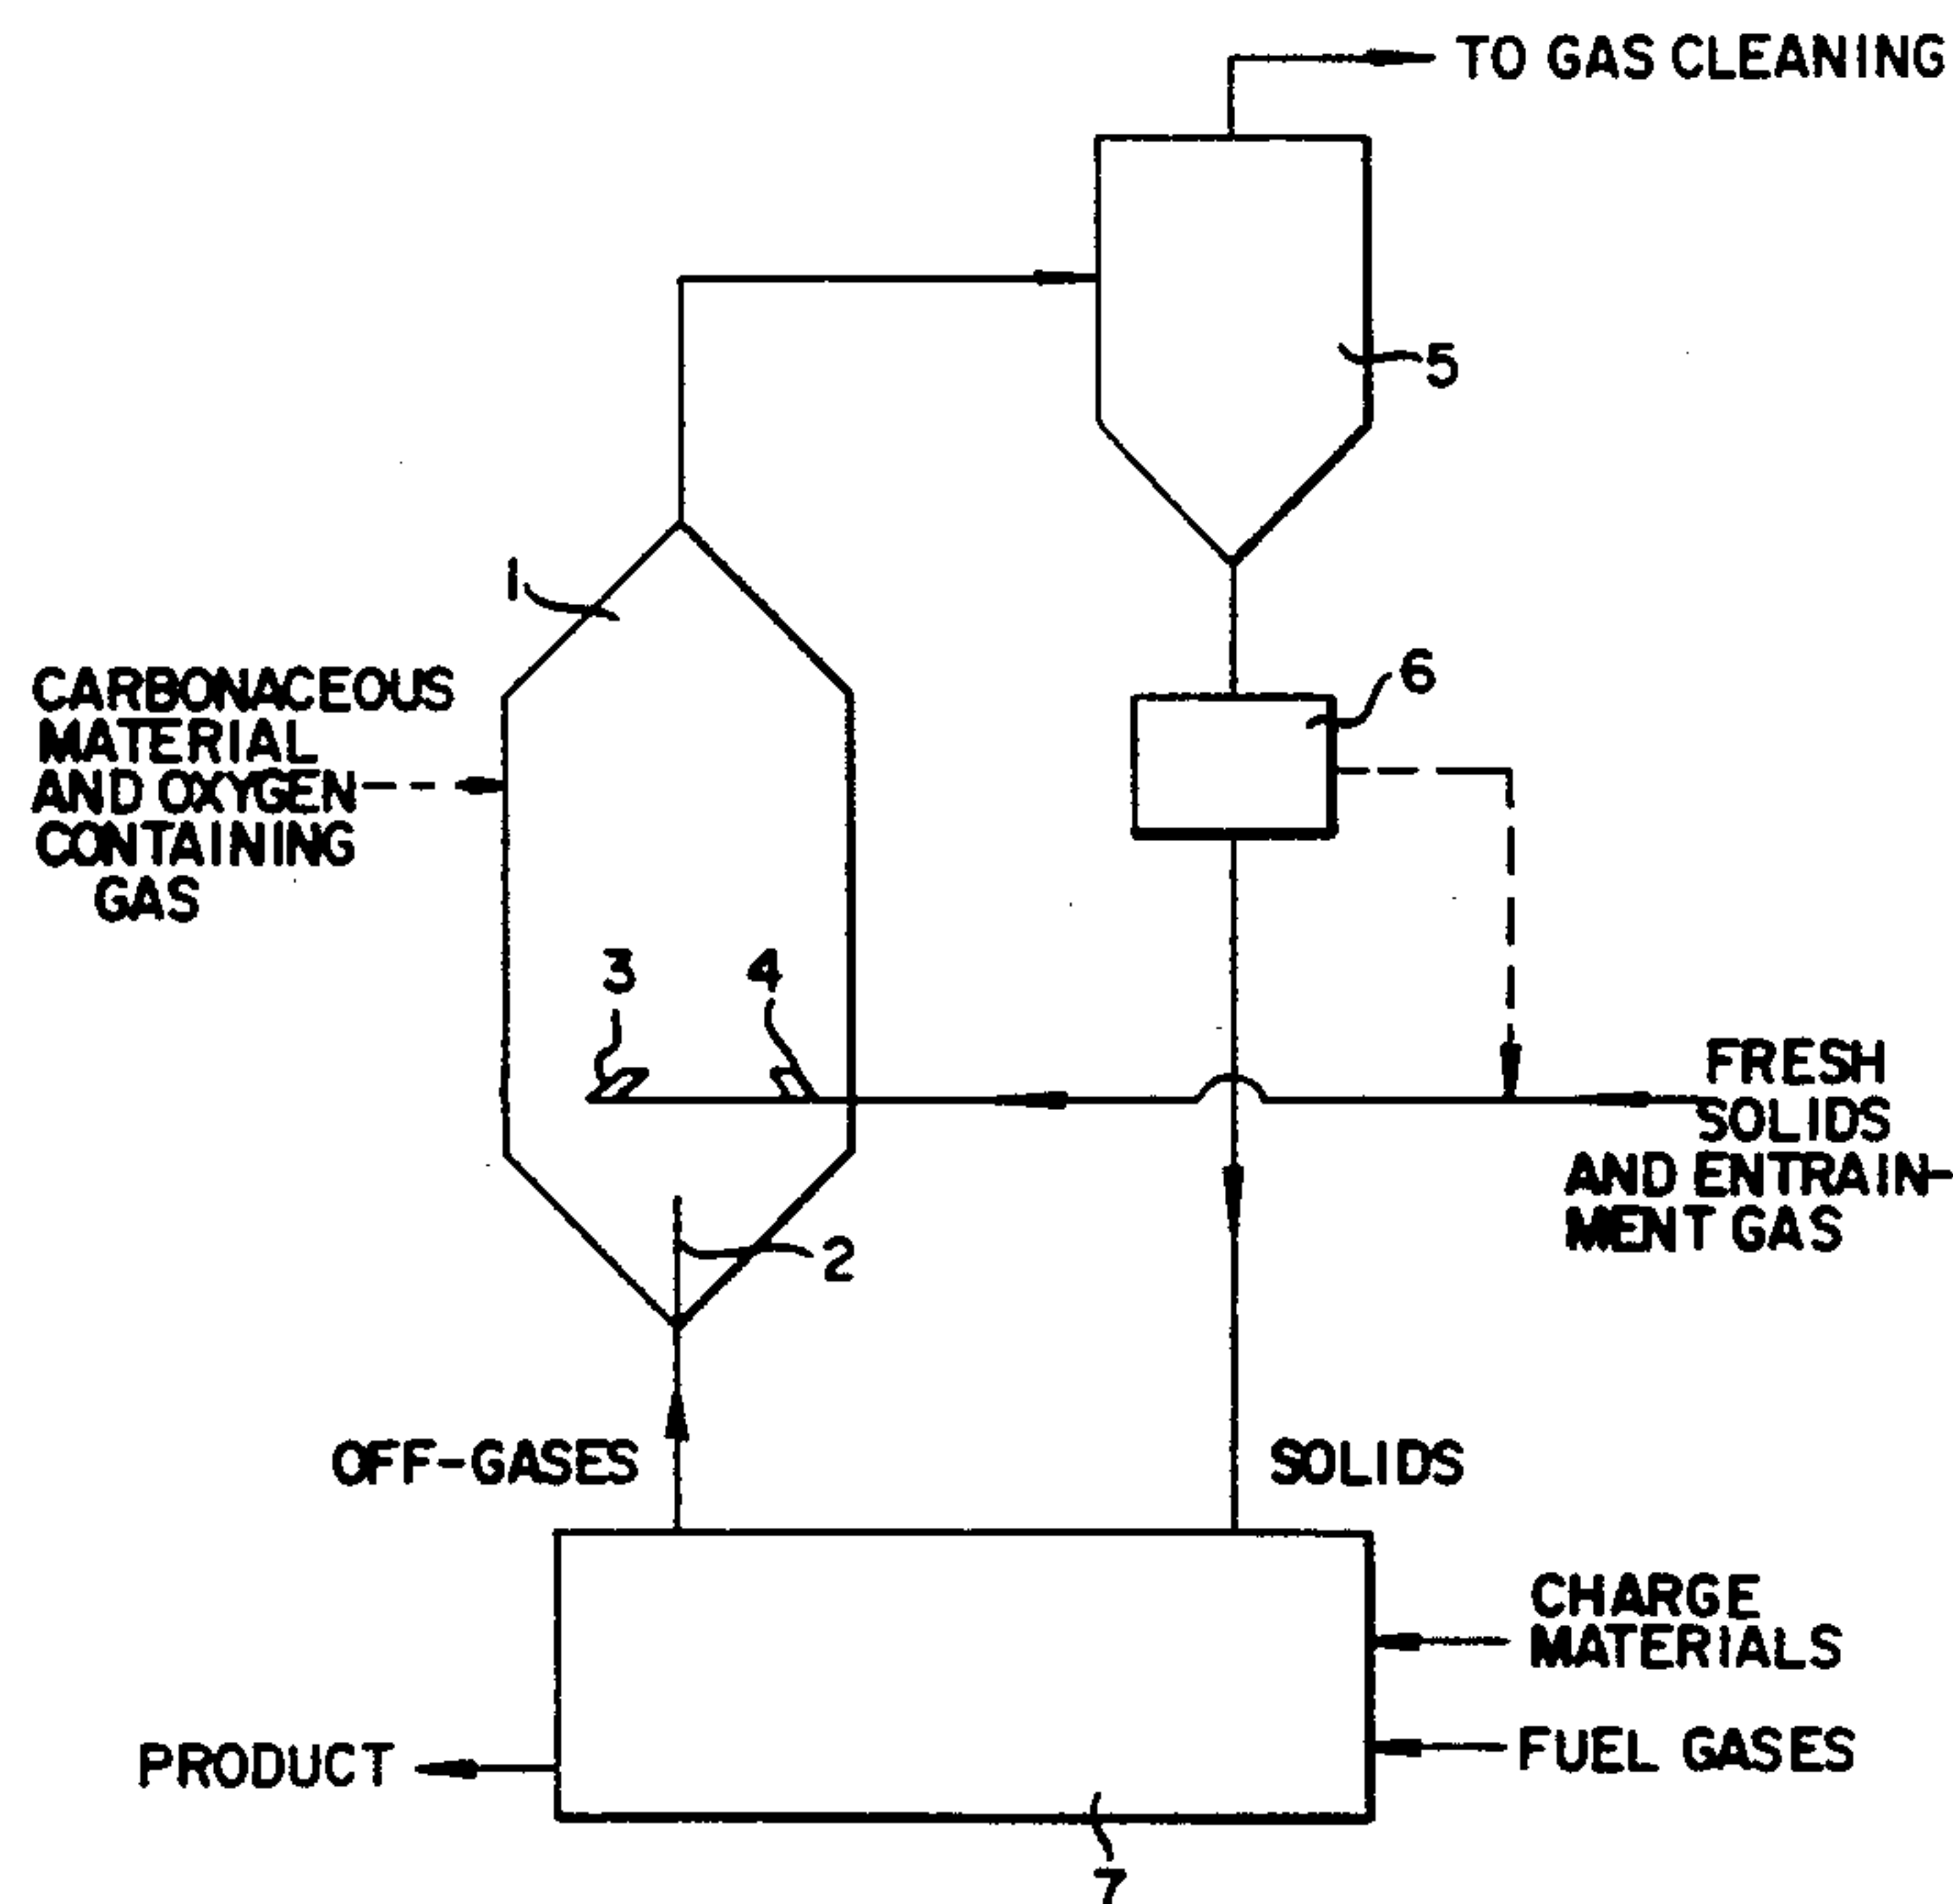 TO GAS CLEANING
5
1
6
CARBONACEOUS
MATERIAL
AND OXYGEN
CONTAINING
GAS
3
4
FRESH
SOLIDS
AND ENTRAIN-
MENT GAS
2
OFF-GASES
SOLIDS
CHARGE
MATERIALS
PRODUCT
FUEL GASES
7